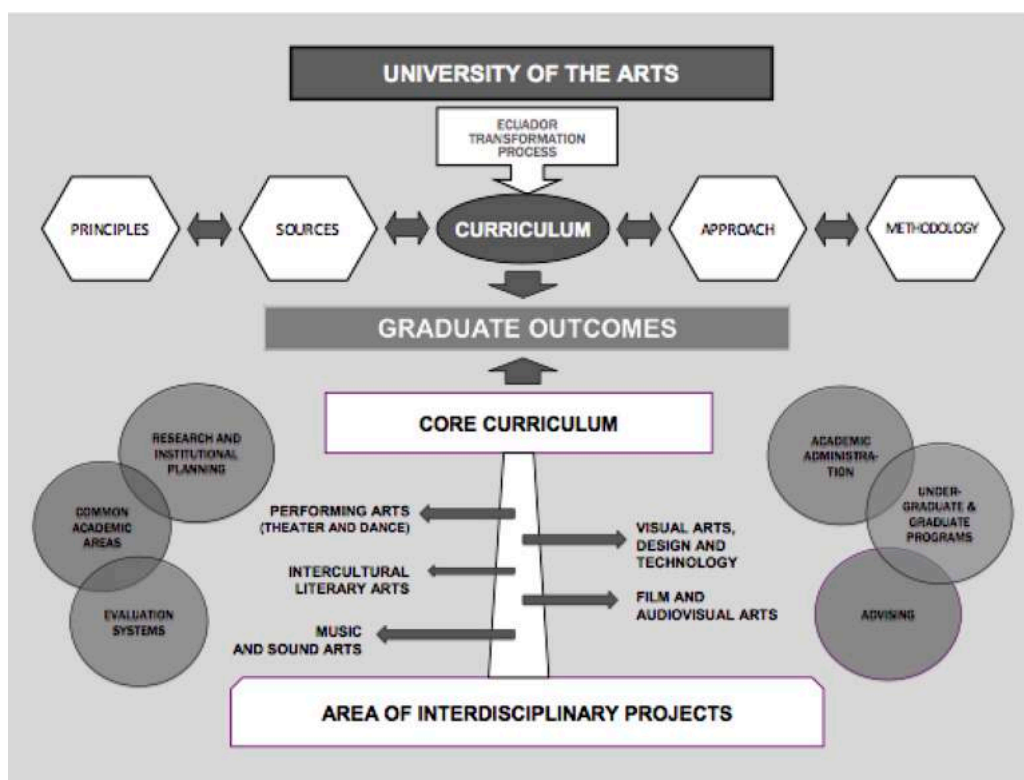 UNIVERSITY OF THE ARTS
ECUADOR
TRANSFORMATION
PROCESS
PRINCIPLES
SOURCES
CURRICULUM
APPROACH
METHODOLOGY
GRADUATE OUTCOMES
CORE CURRICULUM
RESEARCH AND
INSTITUTIONAL
PLANNING
COMMON
ACADEMIC
AREAS
EVALUATION
SYSTEMS
PERFORMING ARTS
(THEATER AND DANCE)
INTERCULTURAL
LITERARY ARTS
MUSIC
AND SOUND ARTS
VISUAL ARTS,
DESIGN AND
TECHNOLOGY
FILM AND
AUDIOVISUAL ARTS
ACADEMIC
ADMINISTRA-
TION
UNDER-
GRADUATE &
GRADUATE
PROGRAMS
ADVISING
AREA OF INTERDISCIPLINARY PROJECTS